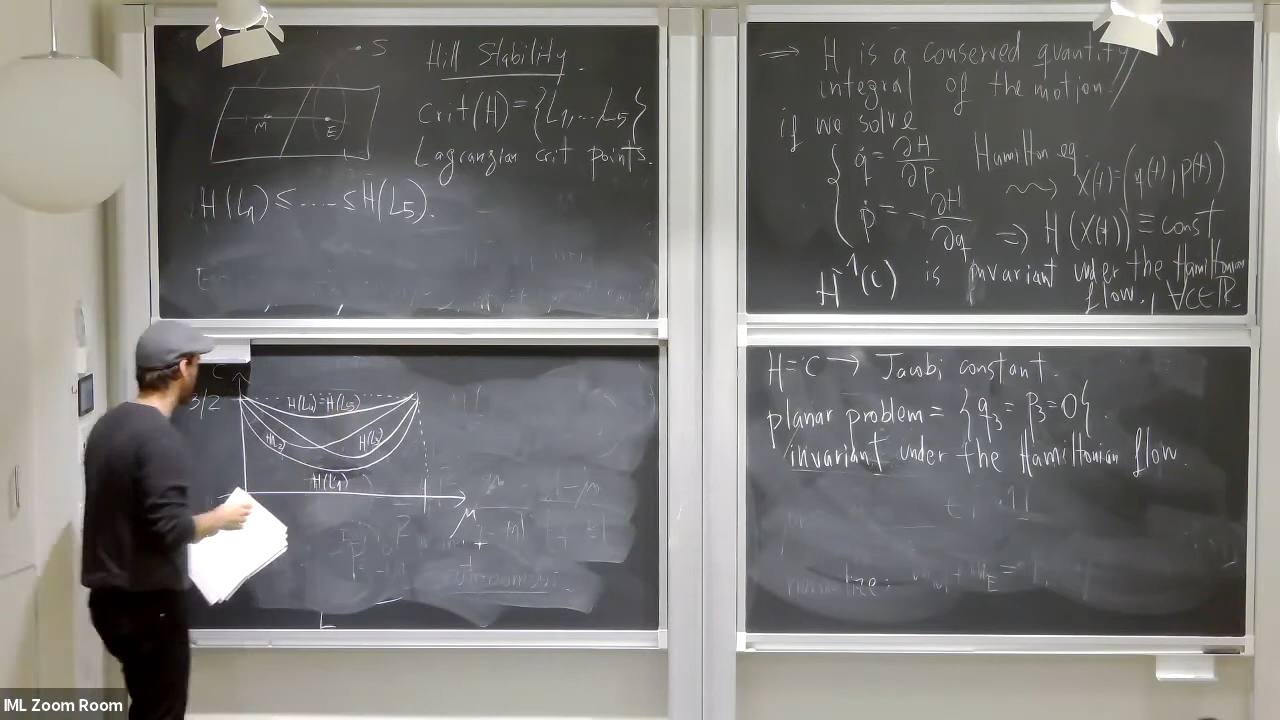 S
M
E
Hill Stability.
crit(H)={L1,...L5}
Lagrangian crit points.
H(L1)≤.....≤H(L5).
⇒ H is a conserved quantity
integral of the motion
if we solve
q̇ = ∂H/∂p
Hamilton eq
ṗ = -∂H/∂q
⇝ x(t)=(q(t),p(t))
⇒ H(x(t)) ≡ const
H⁻¹(c) is invariant under the Hamiltonian
flow., ∀c∈ℝ
C
3/2
H(L4)=H(L5)
H(L3)
H(L1)
μ
H=C → Jacobi constant.
planar problem = {q3=p3=0}.
invariant under the Hamiltonian flow.
IML Zoom Room